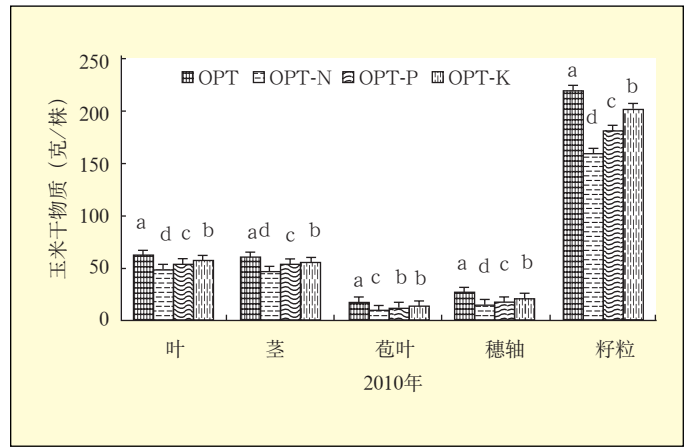 玉米干物质（克/株）
250
200
150
100
50
0
OPT OPT-N OPT-P OPT-K
a d c b
a d c b
a c b b
a d c b
a d c b
叶 茎 苞叶 穗轴 籽粒
2010年